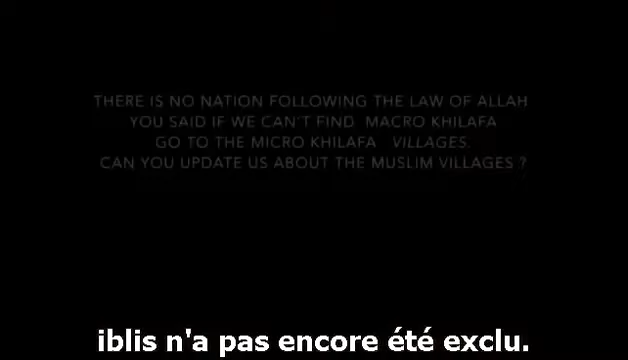 THERE IS NO NATION FOLLOWING THE LAW OF ALLAH
YOU SAID IF WE CAN'T FIND MACRO KHILAFA
GO TO THE MICRO KHILAFA VILLAGES.
CAN YOU UPDATE US ABOUT THE MUSLIM VILLAGES ?
iblis n'a pas encore été exclu.